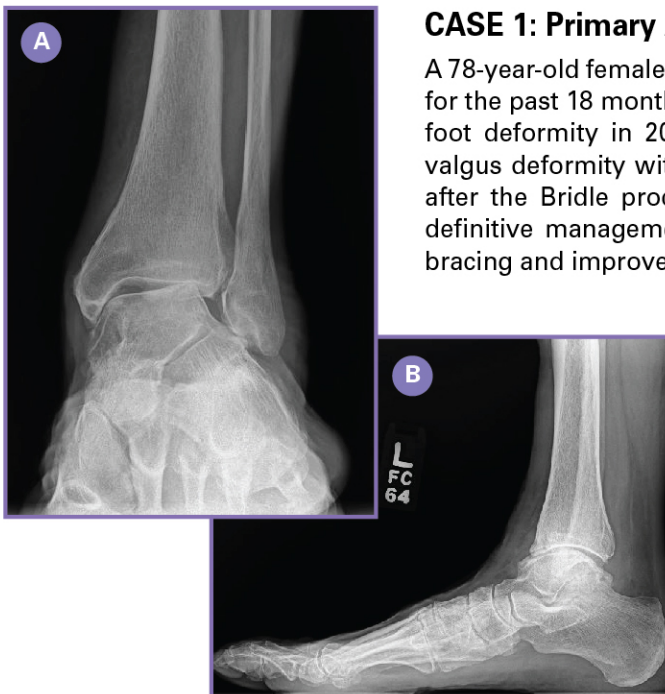 A
CASE 1: Primary
A 78-year-old female
for the past 18 month
foot deformity in 20
valgus deformity wit
after the Bridle proc
definitive manageme
bracing and improve
B
L
FC
64